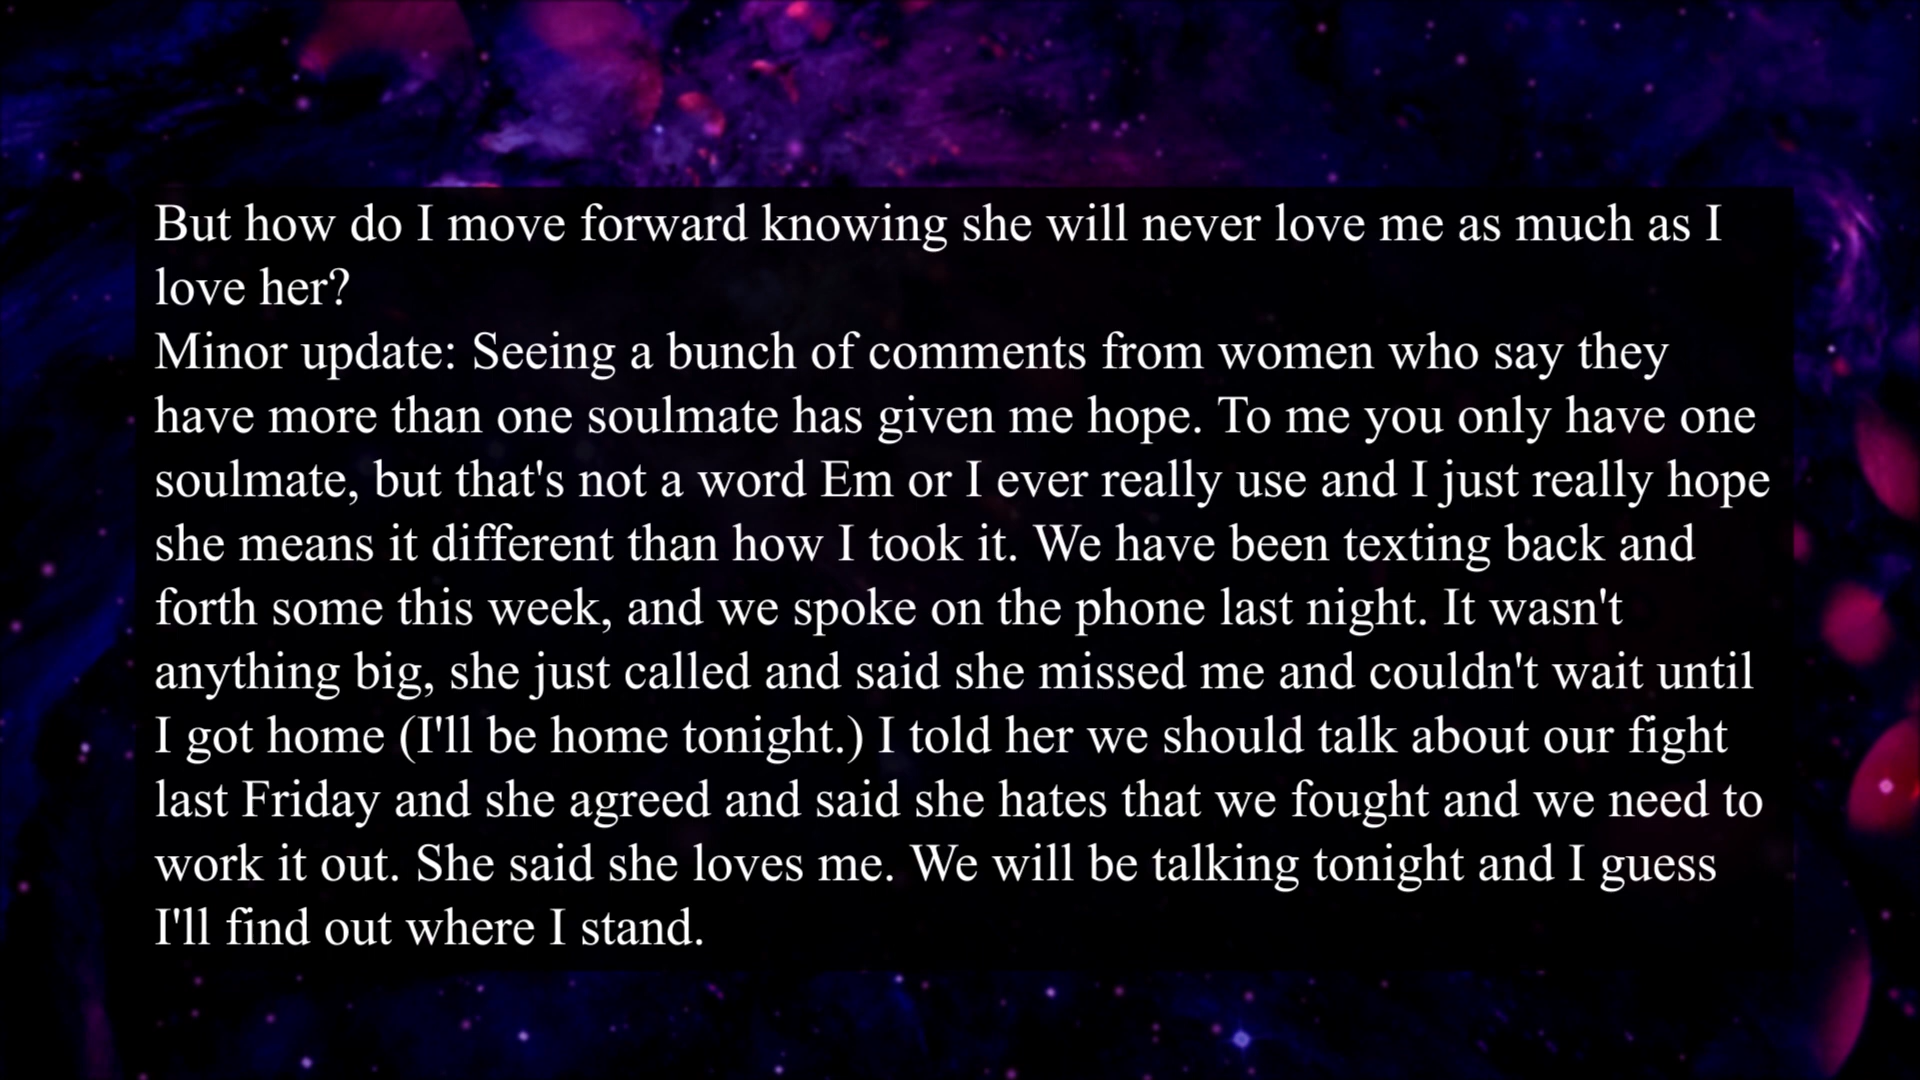 But how do I move forward knowing she will never love me as much as I
love her?
Minor update: Seeing a bunch of comments from women who say they
have more than one soulmate has given me hope. To me you only have one
soulmate, but that's not a word Em or I ever really use and I just really hope
she means it different than how I took it. We have been texting back and
forth some this week, and we spoke on the phone last night. It wasn't
anything big, she just called and said she missed me and couldn't wait until
I got home (I'll be home tonight.) I told her we should talk about our fight
last Friday and she agreed and said she hates that we fought and we need to
work it out. She said she loves me. We will be talking tonight and I guess
I'll find out where I stand.